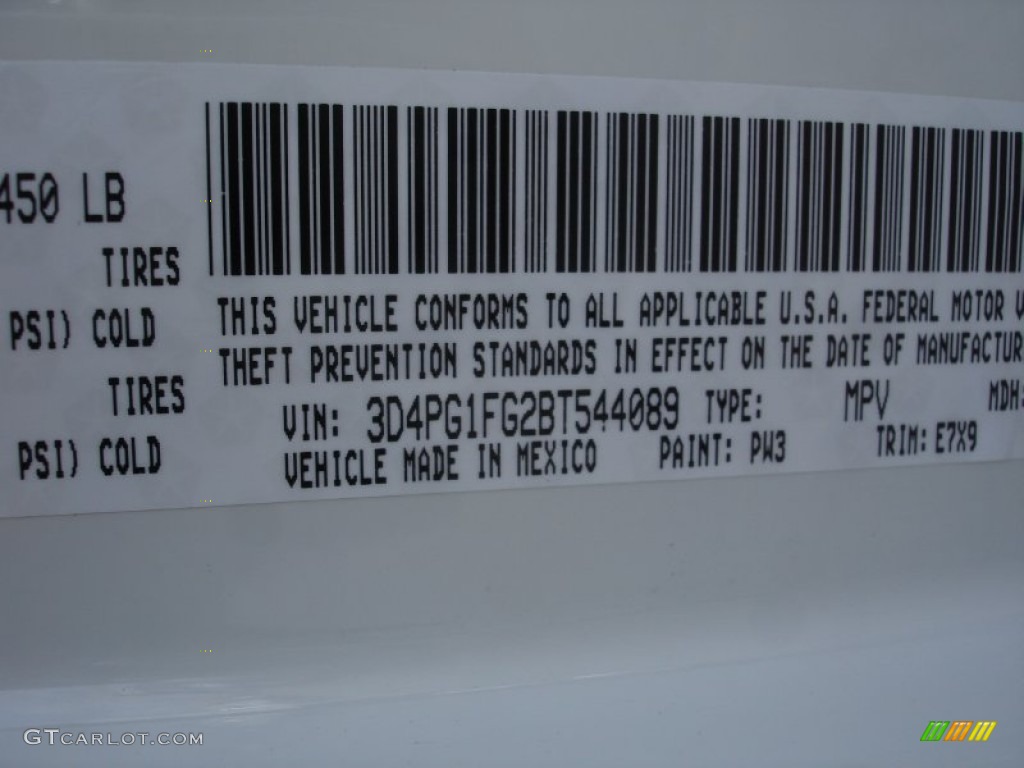 450 LB
TIRES
PSI) COLD
TIRES
PSI) COLD
THIS VEHICLE CONFORMS TO ALL APPLICABLE U.S.A. FEDERAL MOTOR
THEFT PREVENTION STANDARDS IN EFFECT ON THE DATE OF MANUFACTUR
VIN: 3D4PG1FG2BT544089 TYPE: MPV MDH:
VEHICLE MADE IN MEXICO PAINT: PW3 TRIM: E7X9
GTCARLOT.COM